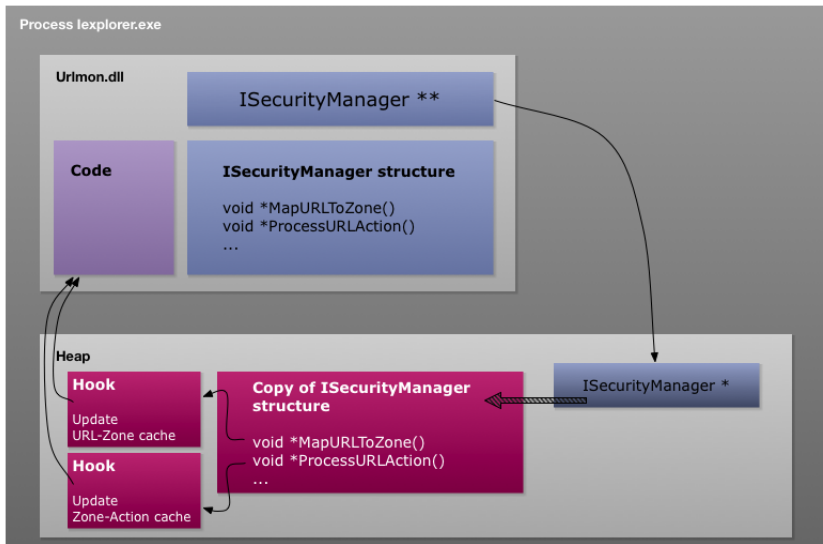 Process Iexplorer.exe
Urlmon.dll
ISecurityManager **
Code
ISecurityManager structure
void *MapURLToZone()
void *ProcessURLAction()
...
Heap
Hook
Update
URL-Zone cache
Hook
Update
Zone-Action cache
Copy of ISecurityManager
structure
void *MapURLToZone()
void *ProcessURLAction()
...
ISecurityManager *